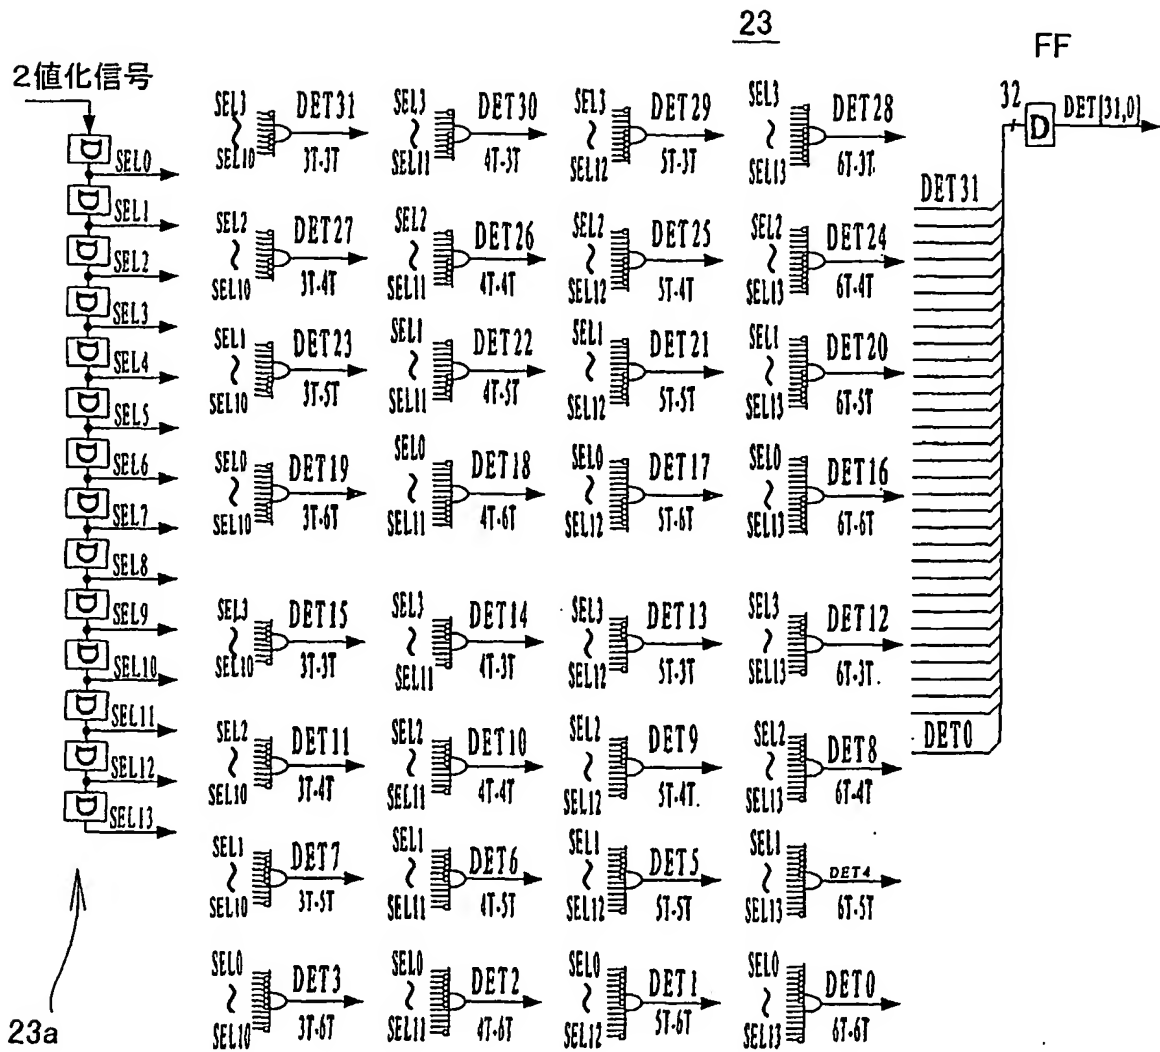 23
FF
2値化信号
D
SEL0
D
SEL1
D
SEL2
D
SEL3
D
SEL4
D
SEL5
D
SEL6
D
SEL7
D
SEL8
D
SEL9
D
SEL10
D
SEL11
D
SEL12
D
SEL13
23a
SEL3 ~ SEL10 DET31 3T-3T
SEL3 ~ SEL11 DET30 4T-3T
SEL3 ~ SEL12 DET29 5T-3T
SEL3 ~ SEL13 DET28 6T-3T
SEL2 ~ SEL10 DET27 3T-4T
SEL2 ~ SEL11 DET26 4T-4T
SEL2 ~ SEL12 DET25 5T-4T
SEL2 ~ SEL13 DET24 6T-4T
SEL1 ~ SEL10 DET23 3T-5T
SEL1 ~ SEL11 DET22 4T-5T
SEL1 ~ SEL12 DET21 5T-5T
SEL1 ~ SEL13 DET20 6T-5T
SEL0 ~ SEL10 DET19 3T-6T
SEL0 ~ SEL11 DET18 4T-6T
SEL0 ~ SEL12 DET17 5T-6T
SEL0 ~ SEL13 DET16 6T-6T
SEL3 ~ SEL10 DET15 3T-3T
SEL3 ~ SEL11 DET14 4T-3T
SEL3 ~ SEL12 DET13 5T-3T
SEL3 ~ SEL13 DET12 6T-3T.
SEL2 ~ SEL10 DET11 3T-4T
SEL2 ~ SEL11 DET10 4T-4T
SEL2 ~ SEL12 DET9 5T-4T.
SEL2 ~ SEL13 DET8 6T-4T
SEL1 ~ SEL10 DET7 3T-5T
SEL1 ~ SEL11 DET6 4T-5T
SEL1 ~ SEL12 DET5 5T-5T
SEL1 ~ SEL13 DET4 6T-5T
SEL0 ~ SEL10 DET3 3T-6T
SEL0 ~ SEL11 DET2 4T-6T
SEL0 ~ SEL12 DET1 5T-6T
SEL0 ~ SEL13 DET0 6T-6T
32
D
DET[31,0]
DET31
DET0